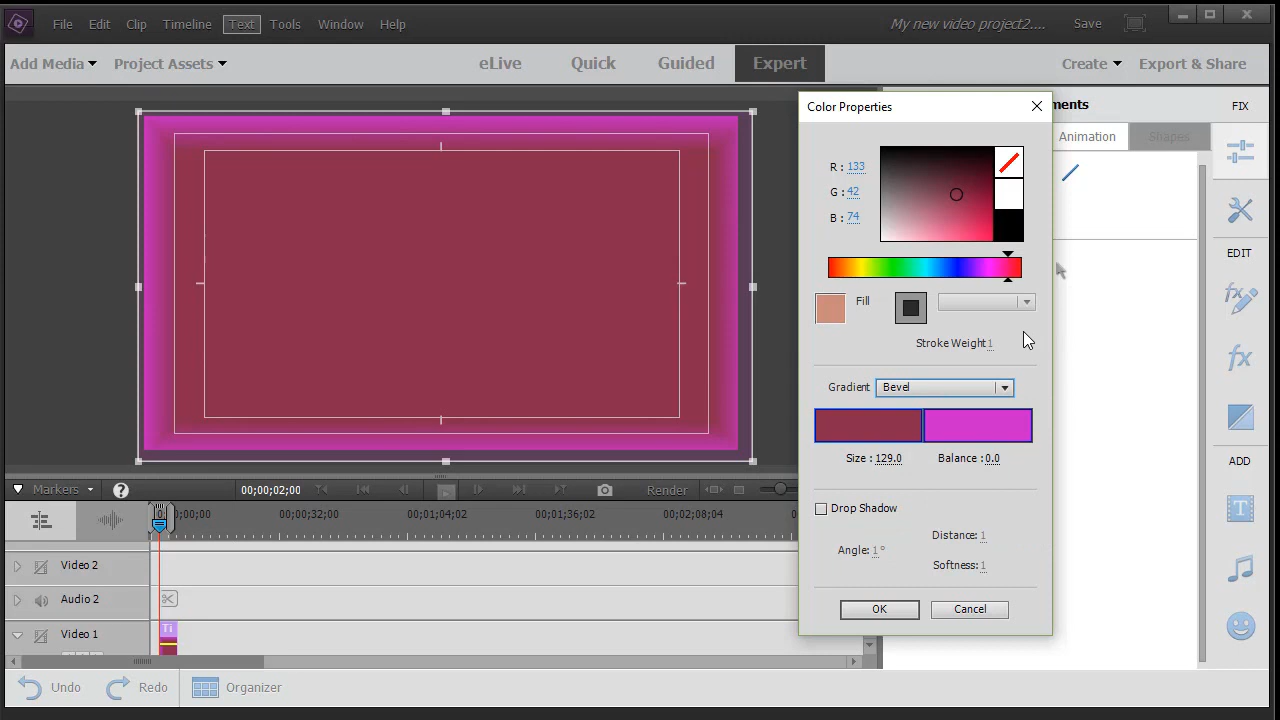 File Edit Clip Timeline Text Tools Window Help My new video project2.... Save
Add Media Project Assets eLive Quick Guided Expert Create Export & Share
Color Properties
ments FIX
Animation Shapes
R : 133
G : 42
B : 74
Fill
Stroke Weight 1
EDIT
Gradient Bevel
Size : 129.0 Balance : 0.0
ADD
Markers 00;00;02;00 Render
Drop Shadow
00;00;32;00 00;01;04;02 00;01;36;02 00;02;08;04
Distance: 1
Angle: 1 °
Softness: 1
Video 2
Audio 2
OK Cancel
Video 1 Ti
Undo Redo Organizer